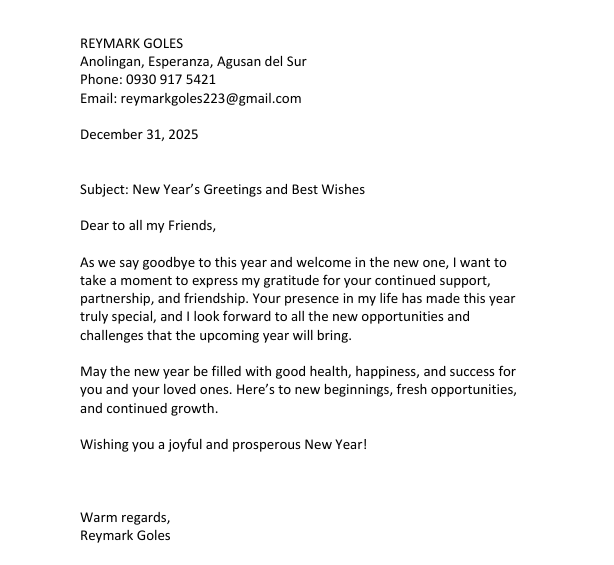 REYMARK GOLES
Anolingan, Esperanza, Agusan del Sur
Phone: 0930 917 5421
Email: reymarkgoles223@gmail.com
December 31, 2025
Subject: New Year’s Greetings and Best Wishes
Dear to all my Friends,
As we say goodbye to this year and welcome in the new one, I want to
take a moment to express my gratitude for your continued support,
partnership, and friendship. Your presence in my life has made this year
truly special, and I look forward to all the new opportunities and
challenges that the upcoming year will bring.
May the new year be filled with good health, happiness, and success for
you and your loved ones. Here’s to new beginnings, fresh opportunities,
and continued growth.
Wishing you a joyful and prosperous New Year!
Warm regards,
Reymark Goles